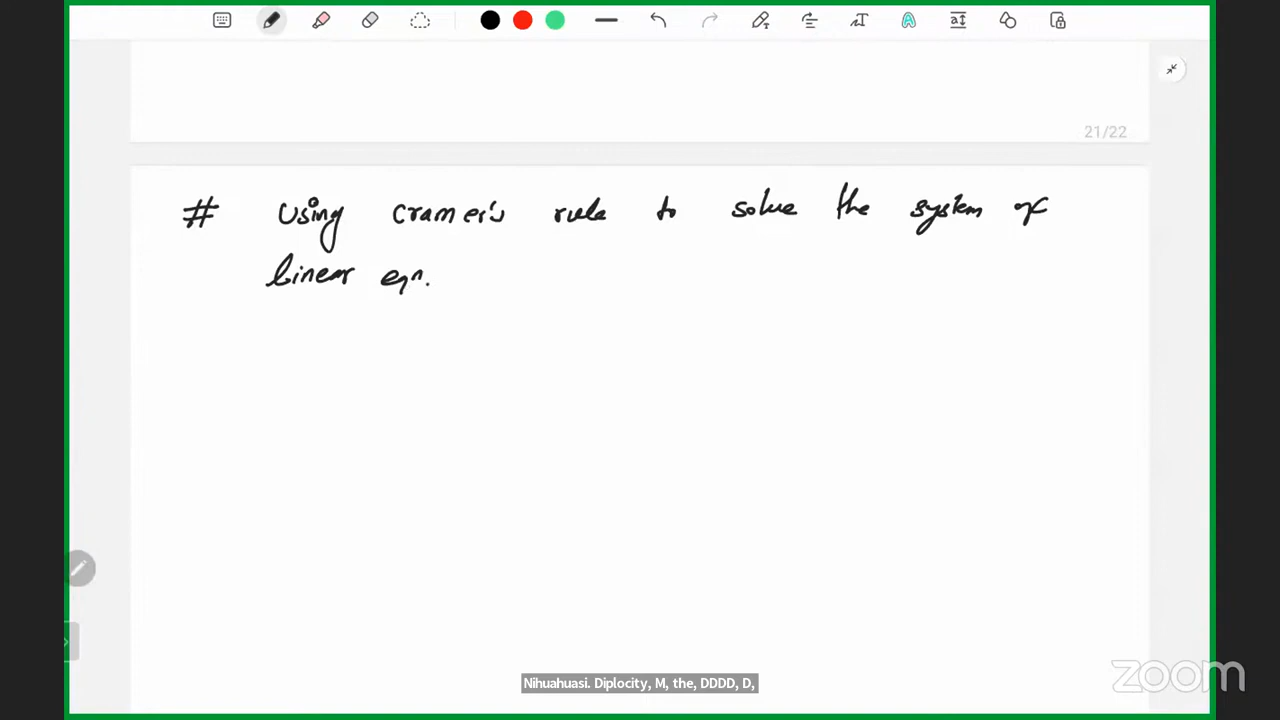 21/22
# Using Cramer's rule to solve the system of
linear eqn.
Nihuahuasi. Diplocity, M, the, DDDD, D,
zoom